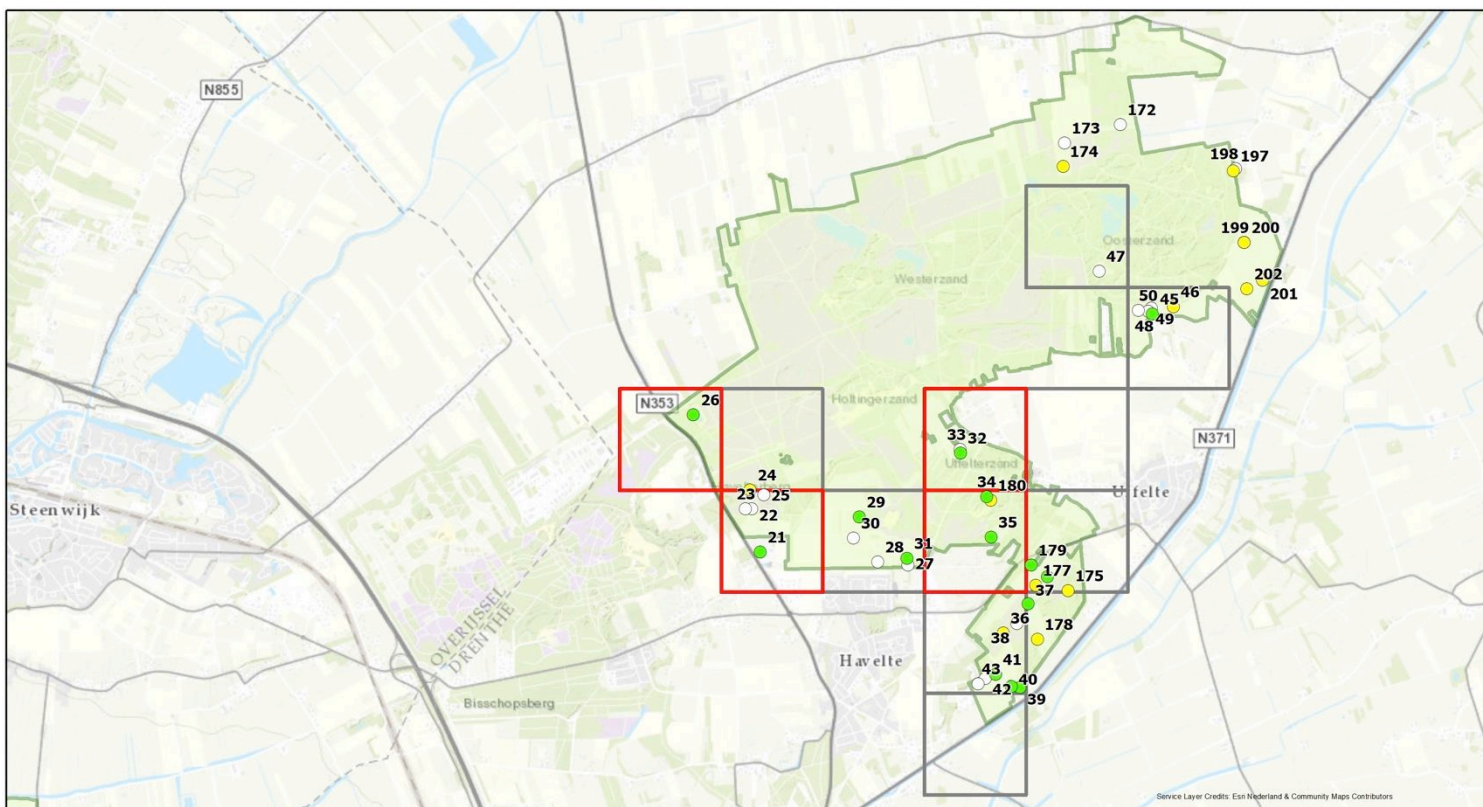 N855
172
173
174
198 197
Oosterzand
199 200
47
Westerzand
202
201
50 45 46
49
48
N353
26
Holtingerzand
N371
33 32
Uffelterzand
24
34 180
Uffelte
23 25
22
29
Steenwijk
30
35
21
31
28
27
179
177 175
37
OVERIJSSEL
DRENTHE
36
178
38
Havelte
41
43
40
42
39
Bisschopsberg
Service Layer Credits: Esri Nederland & Community Maps Contributors